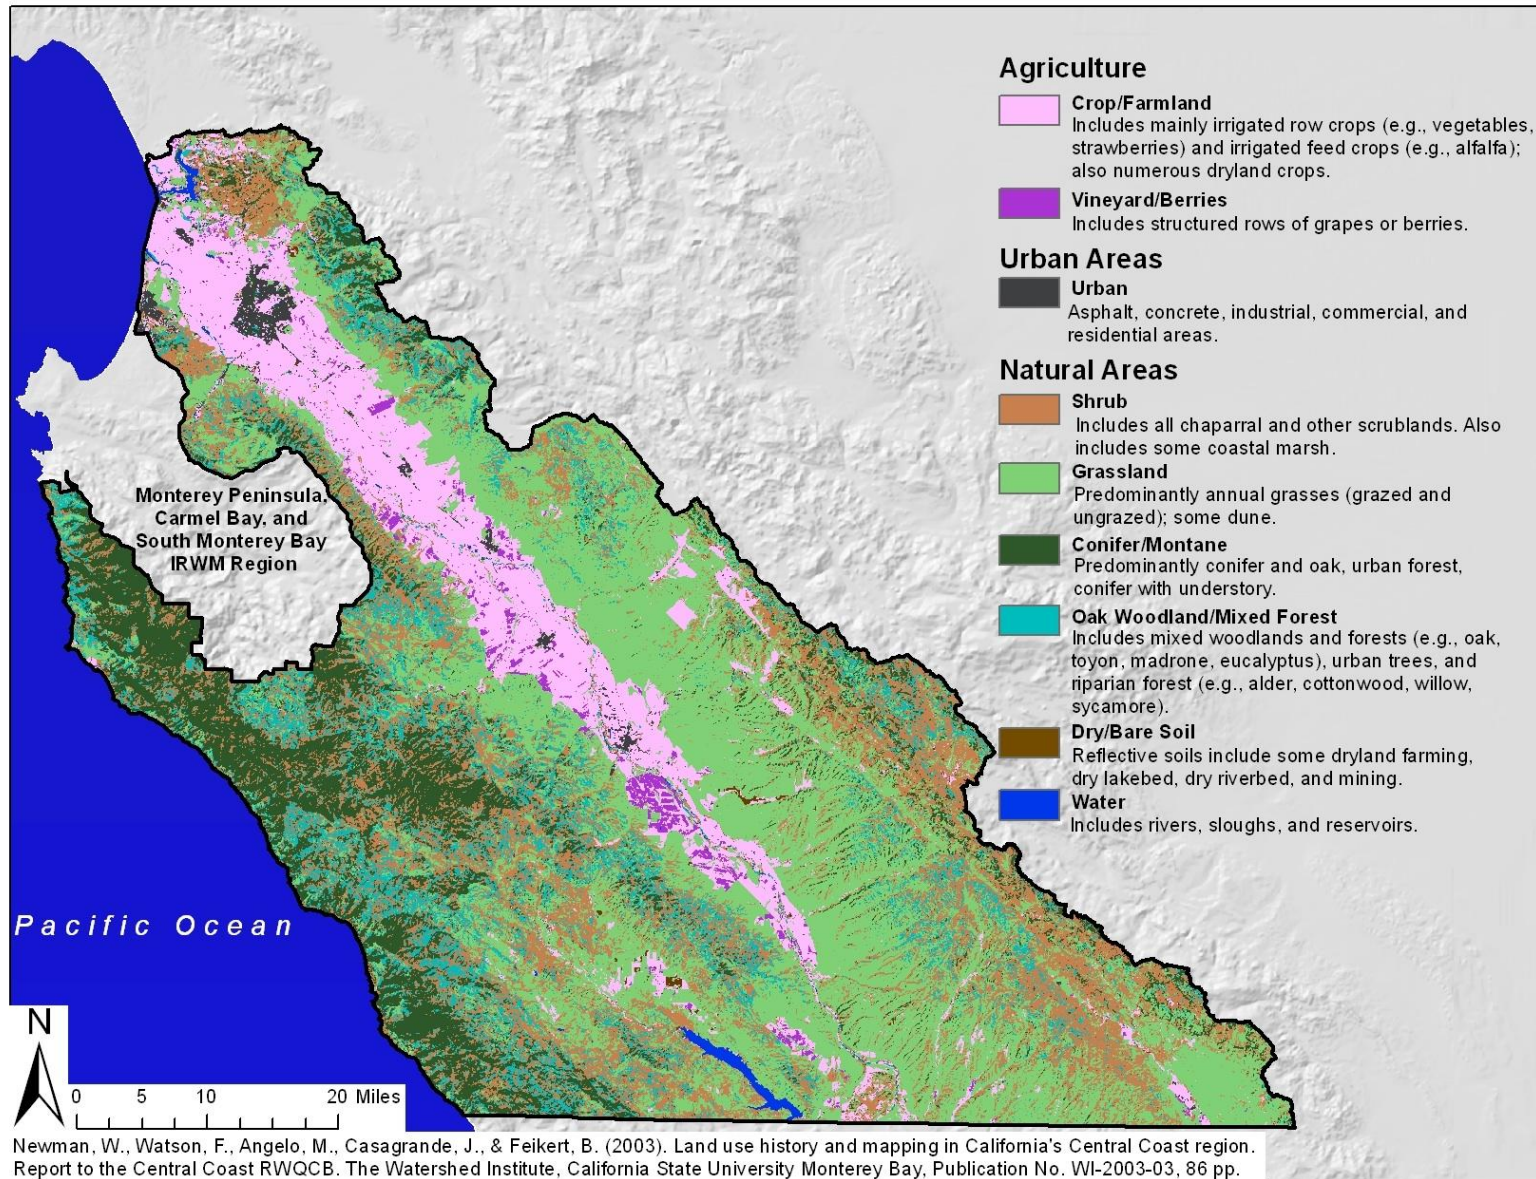 Agriculture
Crop/Farmland
Includes mainly irrigated row crops (e.g., vegetables,
strawberries) and irrigated feed crops (e.g., alfalfa);
also numerous dryland crops.
Vineyard/Berries
Includes structured rows of grapes or berries.
Urban Areas
Urban
Asphalt, concrete, industrial, commercial, and
residential areas.
Natural Areas
Shrub
Includes all chaparral and other scrublands. Also
includes some coastal marsh.
Grassland
Predominantly annual grasses (grazed and
ungrazed); some dune.
Conifer/Montane
Predominantly conifer and oak, urban forest,
conifer with understory.
Oak Woodland/Mixed Forest
Includes mixed woodlands and forests (e.g., oak,
toyon, madrone, eucalyptus), urban trees, and
riparian forest (e.g., alder, cottonwood, willow,
sycamore).
Dry/Bare Soil
Reflective soils include some dryland farming,
dry lakebed, dry riverbed, and mining.
Water
Includes rivers, sloughs, and reservoirs.
Monterey Peninsula,
Carmel Bay, and
South Monterey Bay
IRWM Region
Pacific Ocean
N
0 5 10 20 Miles
Newman, W., Watson, F., Angelo, M., Casagrande, J., & Feikert, B. (2003). Land use history and mapping in California's Central Coast region.
Report to the Central Coast RWQCB. The Watershed Institute, California State University Monterey Bay, Publication No. WI-2003-03, 86 pp.